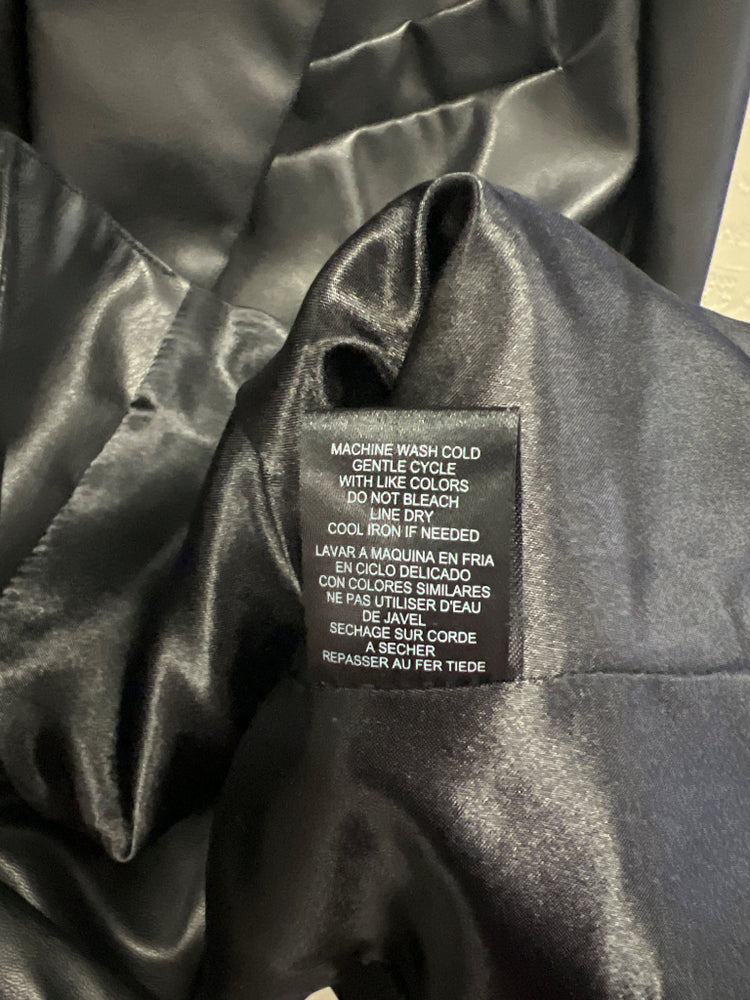 MACHINE WASH COLD
GENTLE CYCLE
WITH LIKE COLORS
DO NOT BLEACH
LINE DRY
COOL IRON IF NEEDED
LAVAR A MAQUINA EN FRIA
EN CICLO DELICADO
CON COLORES SIMILARES
NE PAS UTILISER D'EAU
DE JAVEL
SECHAGE SUR CORDE
A SECHER
REPASSER AU FER TIEDE